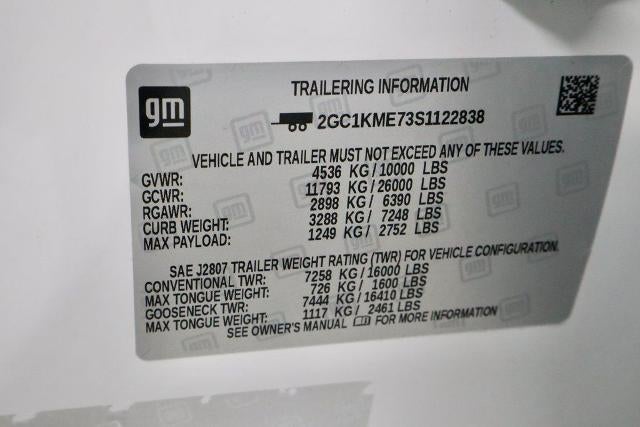 gm
TRAILERING INFORMATION
2GC1KME73S1122838
VEHICLE AND TRAILER MUST NOT EXCEED ANY OF THESE VALUES.
GVWR: 4536 KG / 10000 LBS
GCWR: 11793 KG / 26000 LBS
RGAWR: 2898 KG / 6390 LBS
CURB WEIGHT: 3288 KG / 7248 LBS
MAX PAYLOAD: 1249 KG / 2752 LBS
SAE J2807 TRAILER WEIGHT RATING (TWR) FOR VEHICLE CONFIGURATION.
CONVENTIONAL TWR: 7258 KG / 16000 LBS
MAX TONGUE WEIGHT: 726 KG / 1600 LBS
GOOSENECK TWR: 7444 KG / 16410 LBS
MAX TONGUE WEIGHT: 1117 KG / 2461 LBS
SEE OWNER'S MANUAL FOR MORE INFORMATION